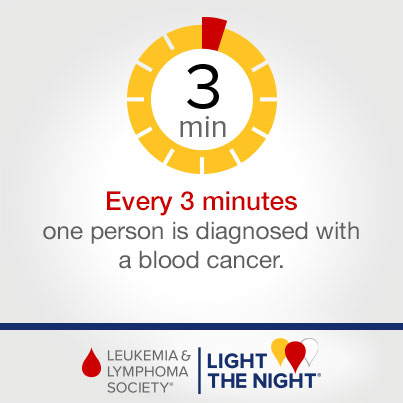 3
min
Every 3 minutes
one person is diagnosed with
a blood cancer.
LEUKEMIA &
LYMPHOMA
SOCIETY®
LIGHT
THE NIGHT®